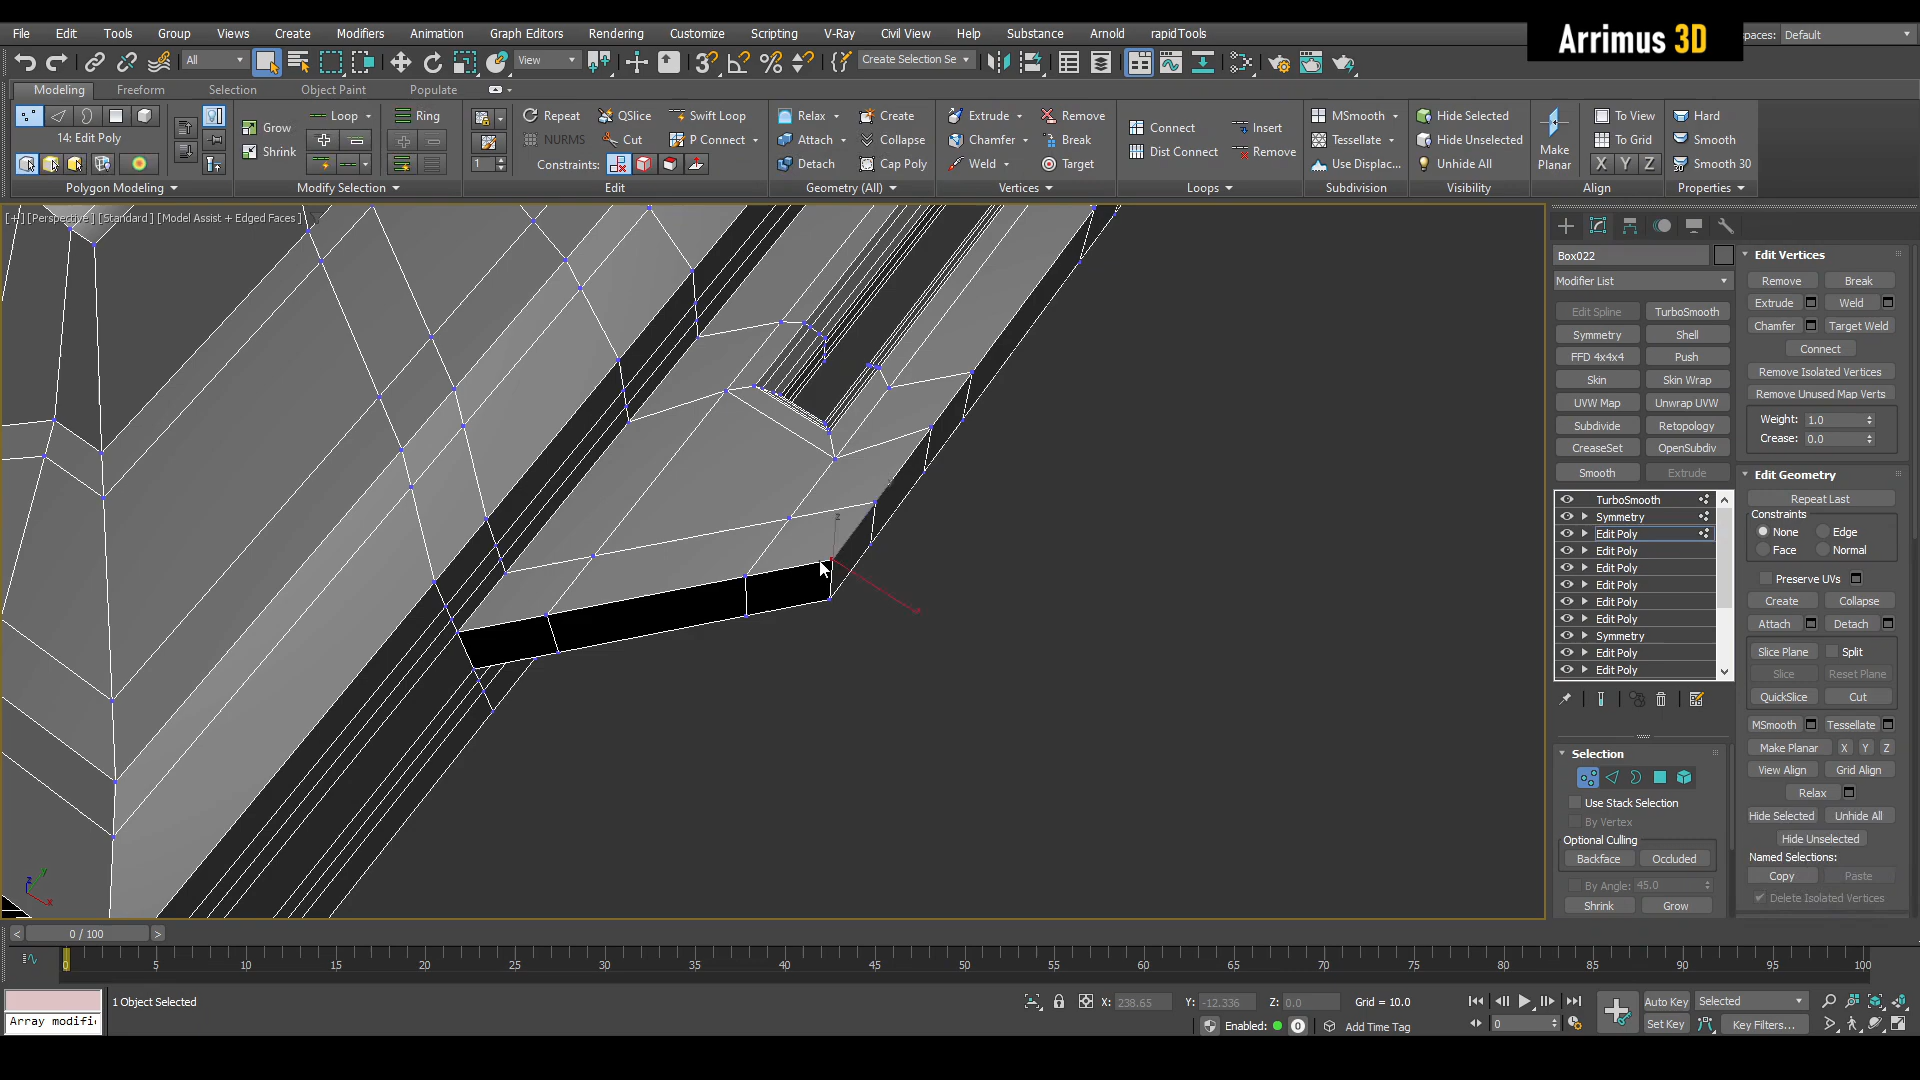 File Edit Tools Group Views Create Modifiers Animation Graph Editors Rendering Customize Scripting V-Ray Civil View Substance Arnold rapidTools
Arrimus 3D
paces: Default
All View Create Selection Se
Modeling Freeform Selection Object Paint Populate
14: Edit Poly
Grow
Shrink
Loop
Ring
Repeat QSlice Swift Loop
NURMS Cut P Connect
1 Constraints:
Relax Create
Attach Collapse
Detach Cap Poly
Extrude Remove
Chamfer Break
Weld Target
Connect Insert
Dist Connect Remove
MSmooth
Tessellate
Use Displac...
Hide Selected
Hide Unselected
Unhide All
Make
Planar
To View
To Grid
X Y Z
Hard
Smooth
Smooth 30
Polygon Modeling Modify Selection Edit Geometry (All) Vertices Loops Subdivision Visibility Align Properties
[+] [Perspective ] [Standard ] [Model Assist + Edged Faces ]
z
z
y
x
Box022
Modifier List
Edit Spline TurboSmooth
Symmetry Shell
FFD 4x4x4 Push
Skin Skin Wrap
UVW Map Unwrap UVW
Subdivide Retopology
CreaseSet OpenSubdiv
Smooth Extrude
TurboSmooth
Symmetry
Edit Poly
Edit Poly
Edit Poly
Edit Poly
Edit Poly
Edit Poly
Symmetry
Edit Poly
Edit Poly
Selection
Use Stack Selection
By Vertex
Optional Culling
Backface Occluded
By Angle: 45.0
Shrink Grow
Edit Vertices
Remove Break
Extrude Weld
Chamfer Target Weld
Connect
Remove Isolated Vertices
Remove Unused Map Verts
Weight: 1.0
Crease: 0.0
Edit Geometry
Repeat Last
Constraints
None Edge
Face Normal
Preserve UVs
Create Collapse
Attach Detach
Slice Plane Split
Slice Reset Plane
QuickSlice Cut
MSmooth Tessellate
Make Planar X Y Z
View Align Grid Align
Relax
Hide Selected Unhide All
Hide Unselected
Named Selections:
Copy Paste
Delete Isolated Vertices
< 0 / 100 >
0 5 10 15 20 25 30 35 40 45 50 55 60 65 70 75 80 85 90 95 100
1 Object Selected
X: 238.65 Y: -12.336 Z: 0.0 Grid = 10.0
Auto Key Selected
Array modifi
Enabled: 0 Add Time Tag
0
Set Key Key Filters...